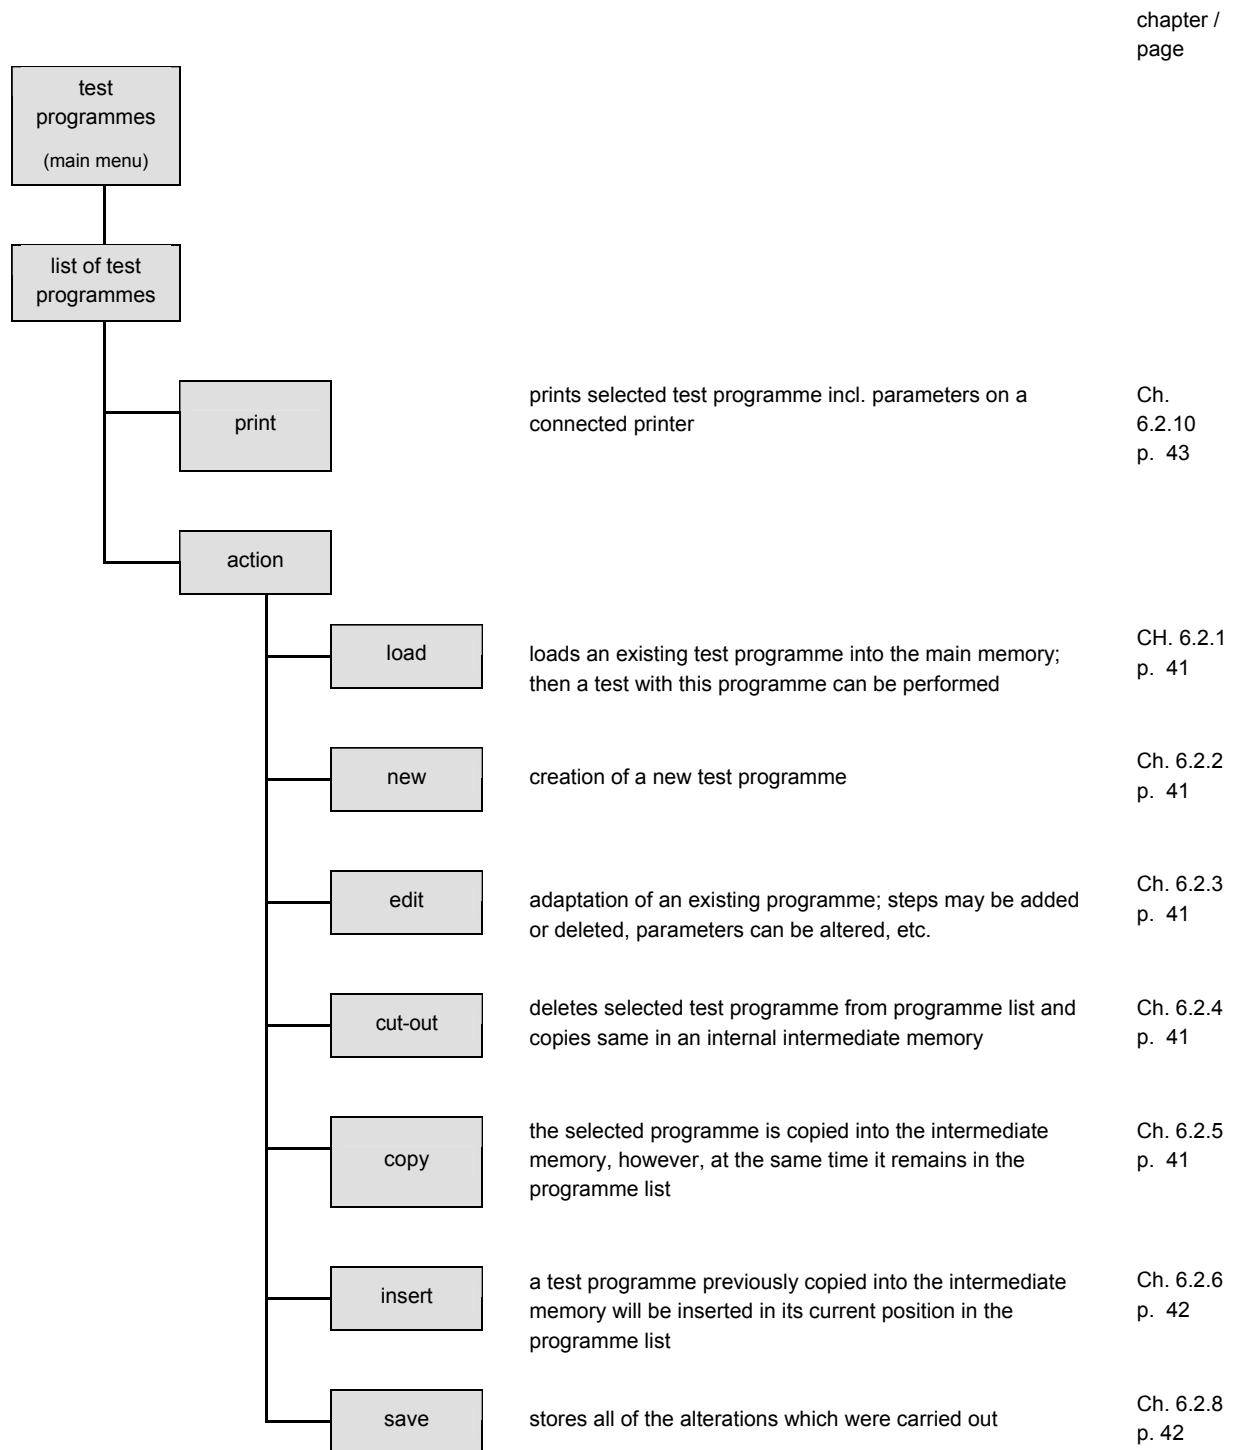 chapter /
page
test
programmes
(main menu)
list of test
programmes
print
prints selected test programme incl. parameters on a
connected printer
Ch.
6.2.10
p. 43
action
load
loads an existing test programme into the main memory;
then a test with this programme can be performed
CH. 6.2.1
p. 41
new
creation of a new test programme
Ch. 6.2.2
p. 41
edit
adaptation of an existing programme; steps may be added
or deleted, parameters can be altered, etc.
Ch. 6.2.3
p. 41
cut-out
deletes selected test programme from programme list and
copies same in an internal intermediate memory
Ch. 6.2.4
p. 41
copy
the selected programme is copied into the intermediate
memory, however, at the same time it remains in the
programme list
Ch. 6.2.5
p. 41
insert
a test programme previously copied into the intermediate
memory will be inserted in its current position in the
programme list
Ch. 6.2.6
p. 42
save
stores all of the alterations which were carried out
Ch. 6.2.8
p. 42